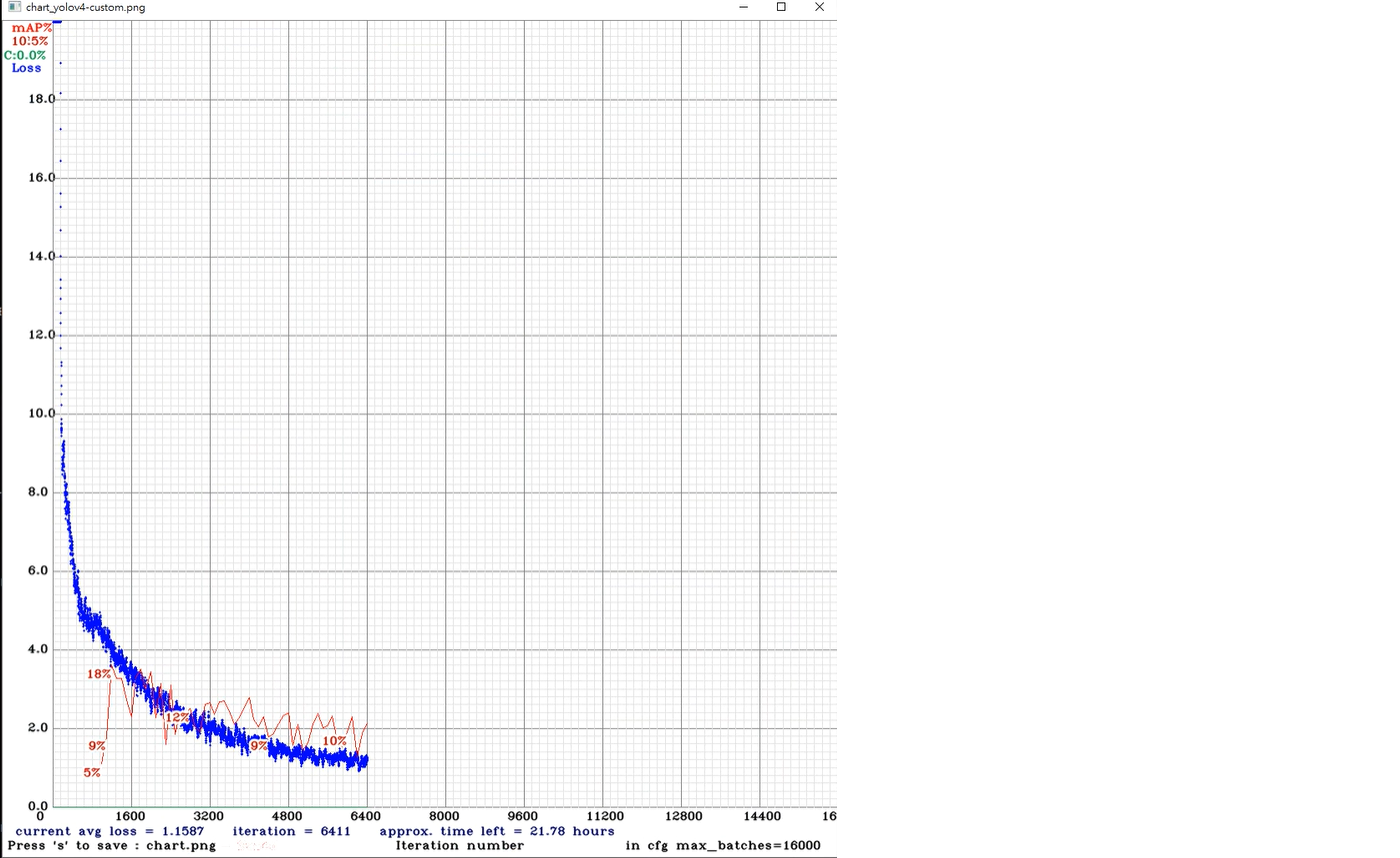 chart_yolov4-custom.png
mAP%
10.5%
C:0.0%
Loss
18.0
16.0
14.0
12.0
10.0
8.0
6.0
4.0
18%
2.0
12%
9%
9%
10%
5%
0.0
0 1600 3200 4800 6400 8000 9600 11200 12800 14400 16
current avg loss = 1.1587 iteration = 6411 approx. time left = 21.78 hours
Press 's' to save : chart.png Iteration number in cfg max_batches=16000